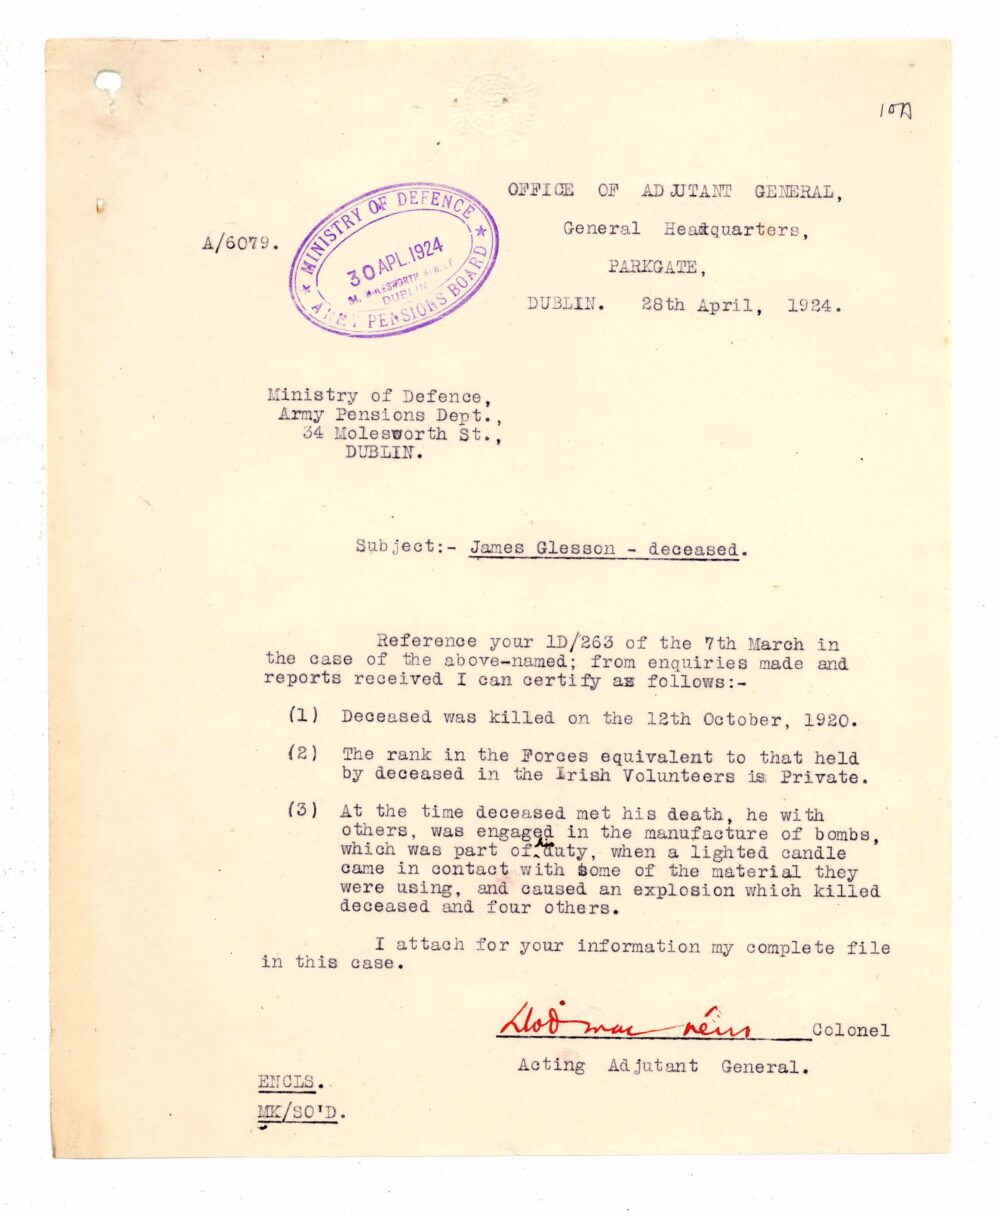 10A
OFFICE OF ADJUTANT GENERAL,
General Headquarters,
PARKGATE,
DUBLIN. 28th April, 1924.
A/6079.
MINISTRY OF DEFENCE
30 APL. 1924
34, MOLESWORTH STREET
DUBLIN
ARMY PENSIONS BOARD
Ministry of Defence,
Army Pensions Dept.,
34 Molesworth St.,
DUBLIN.
Subject:- James Glesson - deceased.
Reference your 1D/263 of the 7th March in
the case of the above-named; from enquiries made and
reports received I can certify as follows:-
(1) Deceased was killed on the 12th October, 1920.
(2) The rank in the Forces equivalent to that held
by deceased in the Irish Volunteers is Private.
(3) At the time deceased met his death, he with
others, was engaged in the manufacture of bombs,
which was part of his duty, when a lighted candle
came in contact with some of the material they
were using, and caused an explosion which killed
deceased and four others.
I attach for your information my complete file
in this case.
mac Colonel
Acting Adjutant General.
ENCLS.
MK/SO'D.